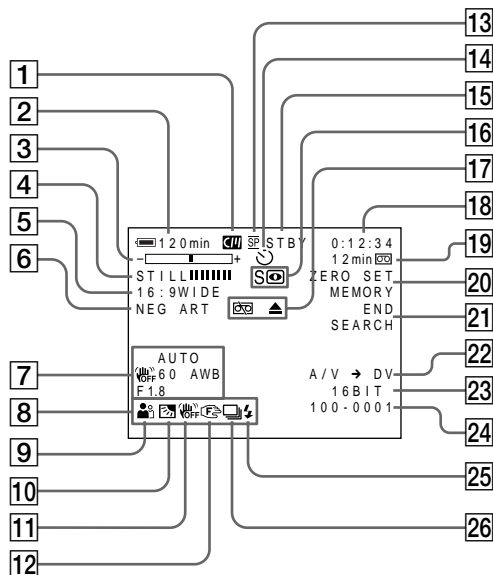 13
14
1
15
2
16
3
17
4
18
5
120min SP STBY 0:12:34
19
6
- + 12min
STILL S ZERO SET
20
16:9WIDE MEMORY
NEG ART END
21
SEARCH
AUTO
7
OFF 60 AWB A/V → DV
22
F1.8 16BIT
23
8
100-0001
OFF F
24
9
25
10
11
26
12